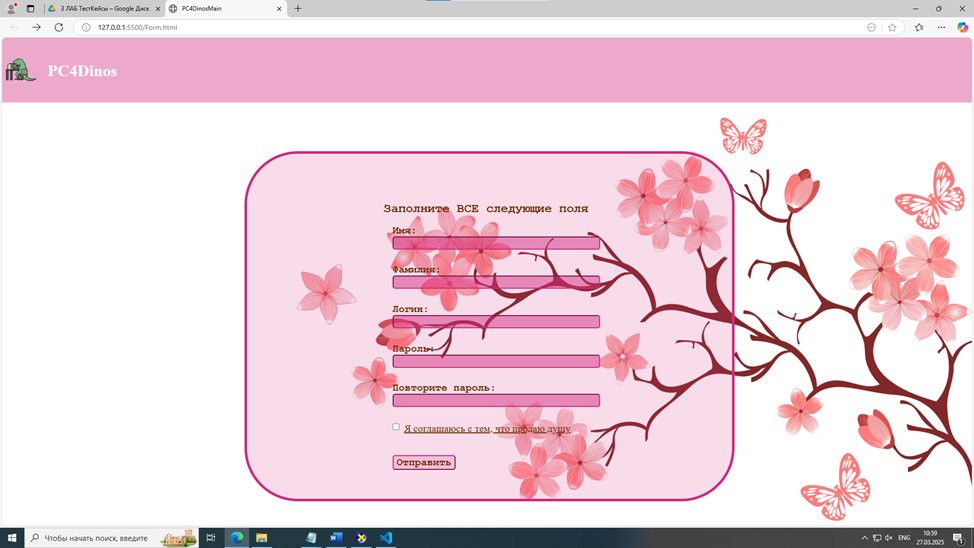 3 ЛАБ ТестКейсы – Google Диск
PC4DinosMain
127.0.0.1:5500/Form.html
PC4Dinos
Заполните ВСЕ следующие поля
Имя:
Фамилия:
Логин:
Пароль:
Повторите пароль:
Я соглашаюсь с тем, что продаю душу
Отправить
Чтобы начать поиск, введите
ENG
10:59
27.03.2025